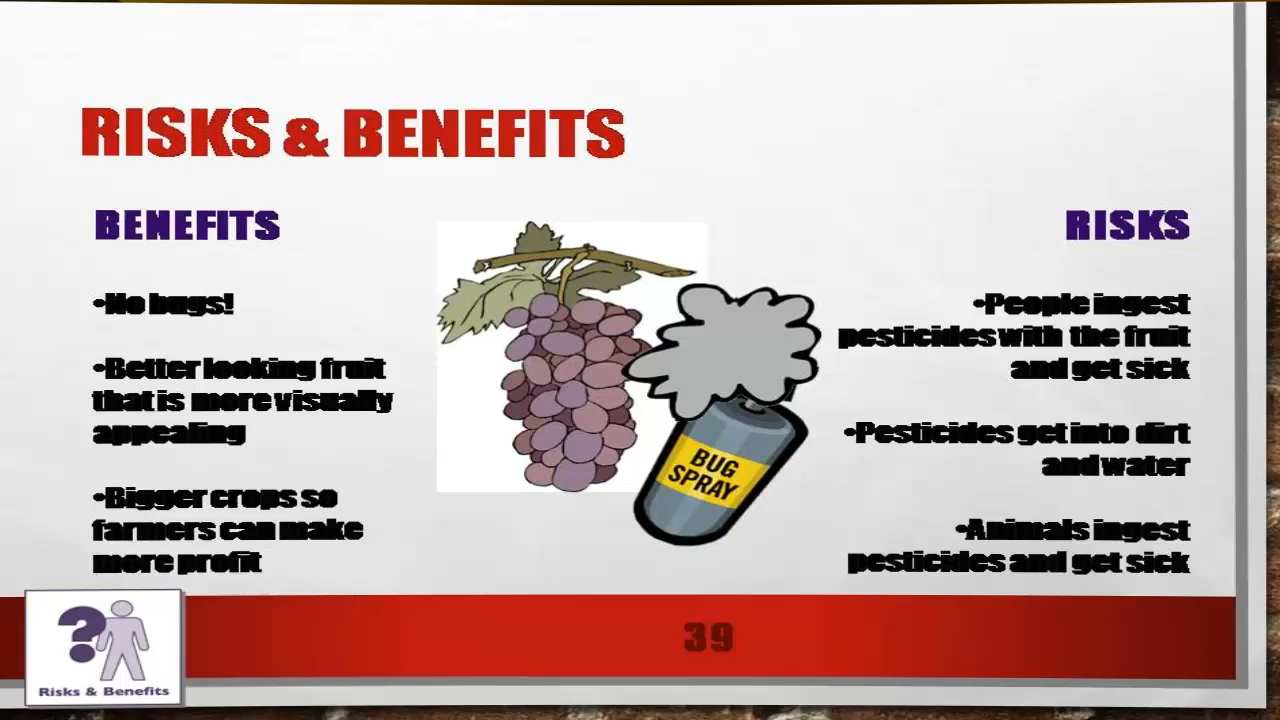 RISKS & BENEFITS
BENEFITS
•No bugs!
•Better looking fruit
that is more visually
appealing
•Bigger crops so
farmers can make
more profit
BUG
SPRAY
RISKS
•People ingest
pesticides with the fruit
and get sick
•Pesticides get into dirt
and water
•Animals ingest
pesticides and get sick
?
Risks & Benefits
39